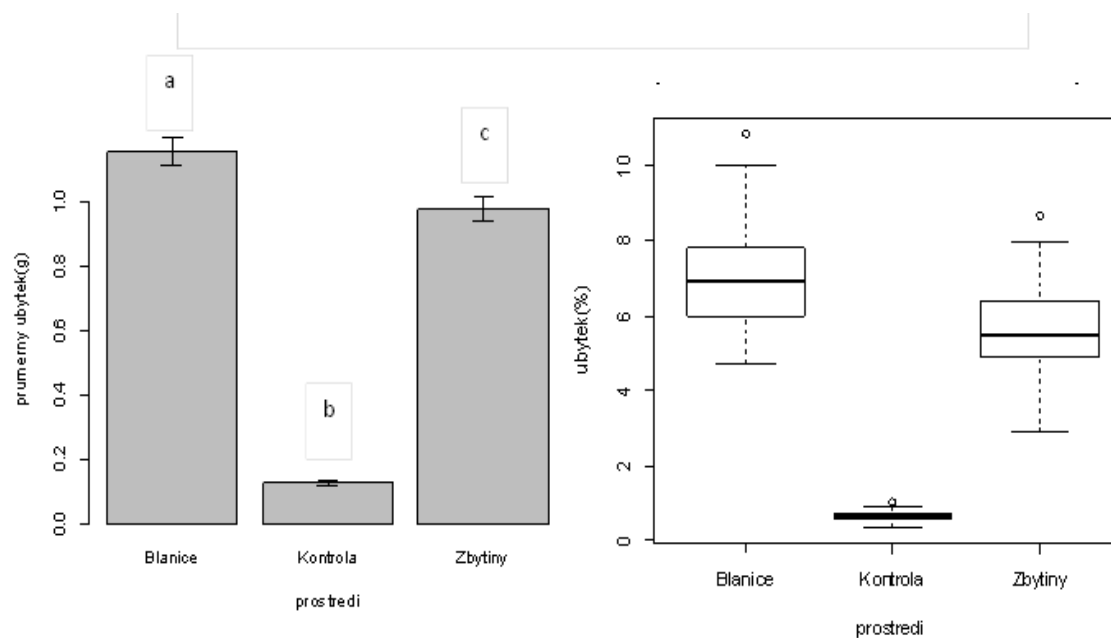 a
b
c
prumerny ubytek(g)
0.0 0.2 0.4 0.6 0.8 1.0
Blanice Kontrola Zbytiny
prostredi
ubytek(%)
0 2 4 6 8 10
Blanice Kontrola Zbytiny
prostredi